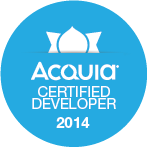 Acquia
CERTIFIED
DEVELOPER
2014